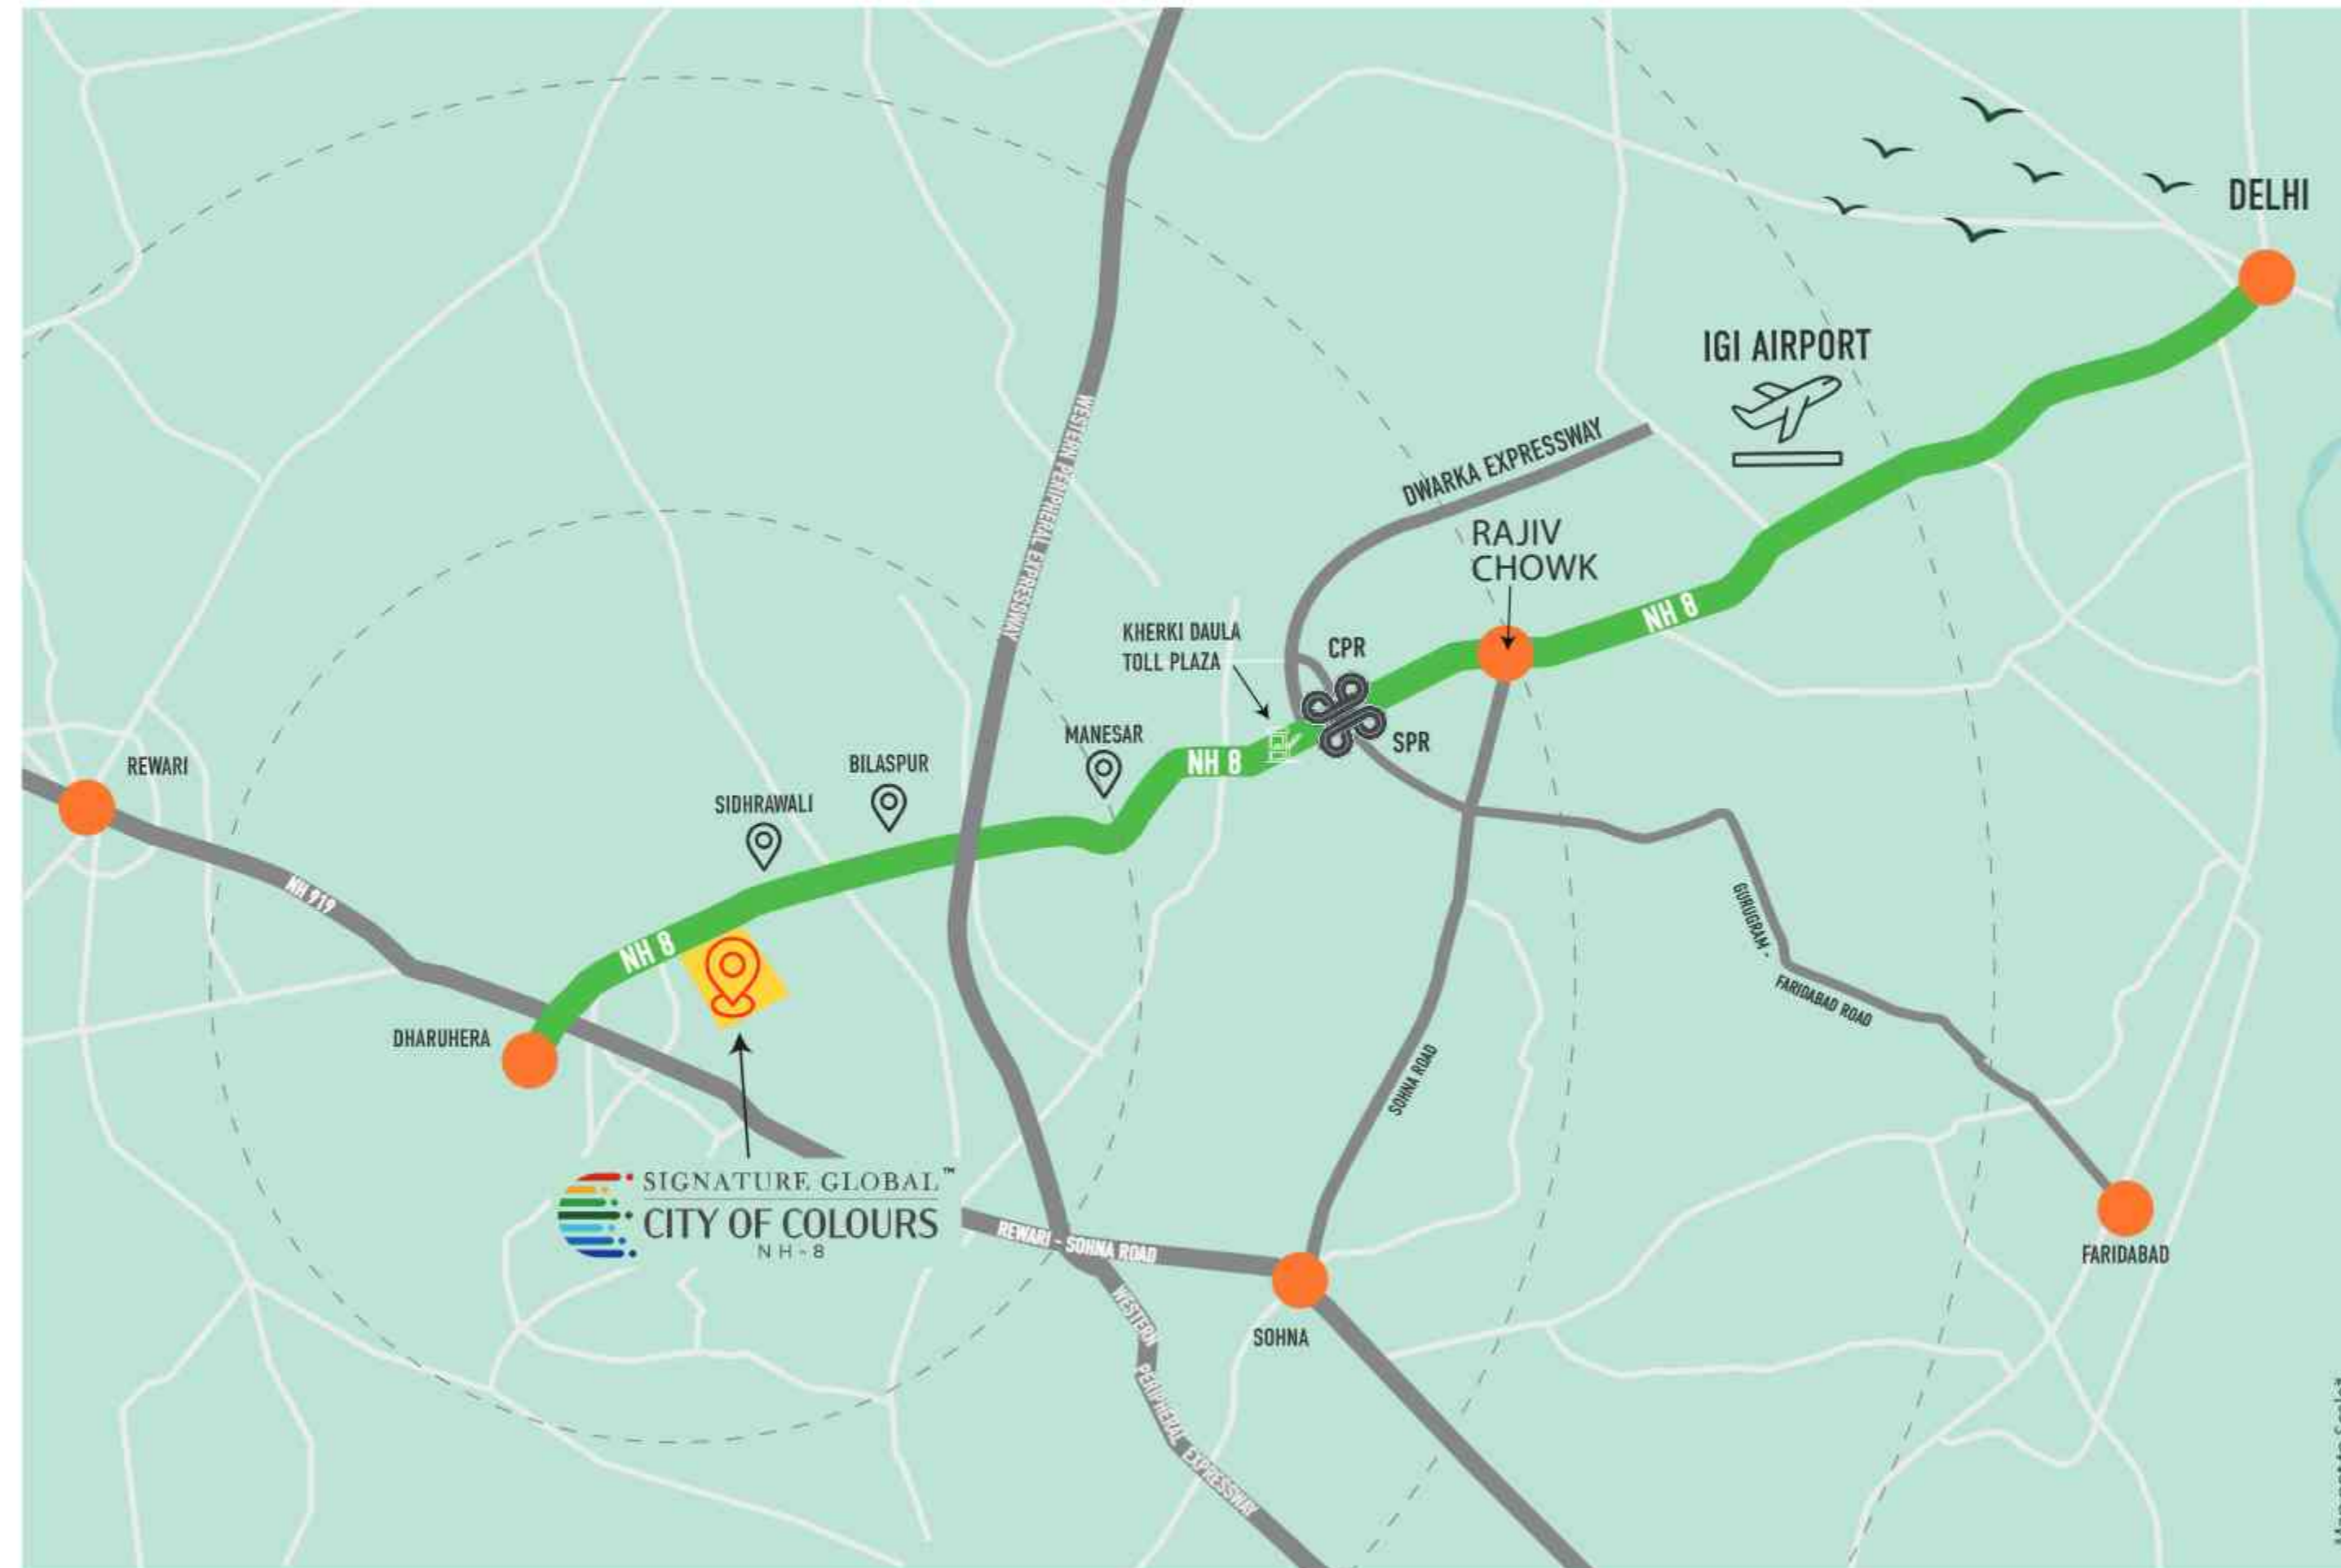 DELHI
IGI AIRPORT
DWARKA EXPRESSWAY
RAJIV
CHOWK
WESTERN PERIPHERAL EXPRESSWAY
NH 8
KHERKI DAULA
TOLL PLAZA
CPR
SPR
MANESAR
NH 8
BILASPUR
SIDHRAWALI
REWARI
NH 919
NH 8
DHARUHERA
GURUGRAM -
FARIDABAD ROAD
SOHNA ROAD
SIGNATURE GLOBAL™
CITY OF COLOURS
NH-8
REWARI - SOHNA ROAD
FARIDABAD
SOHNA
WESTERN PERIPHERAL EXPRESSWAY